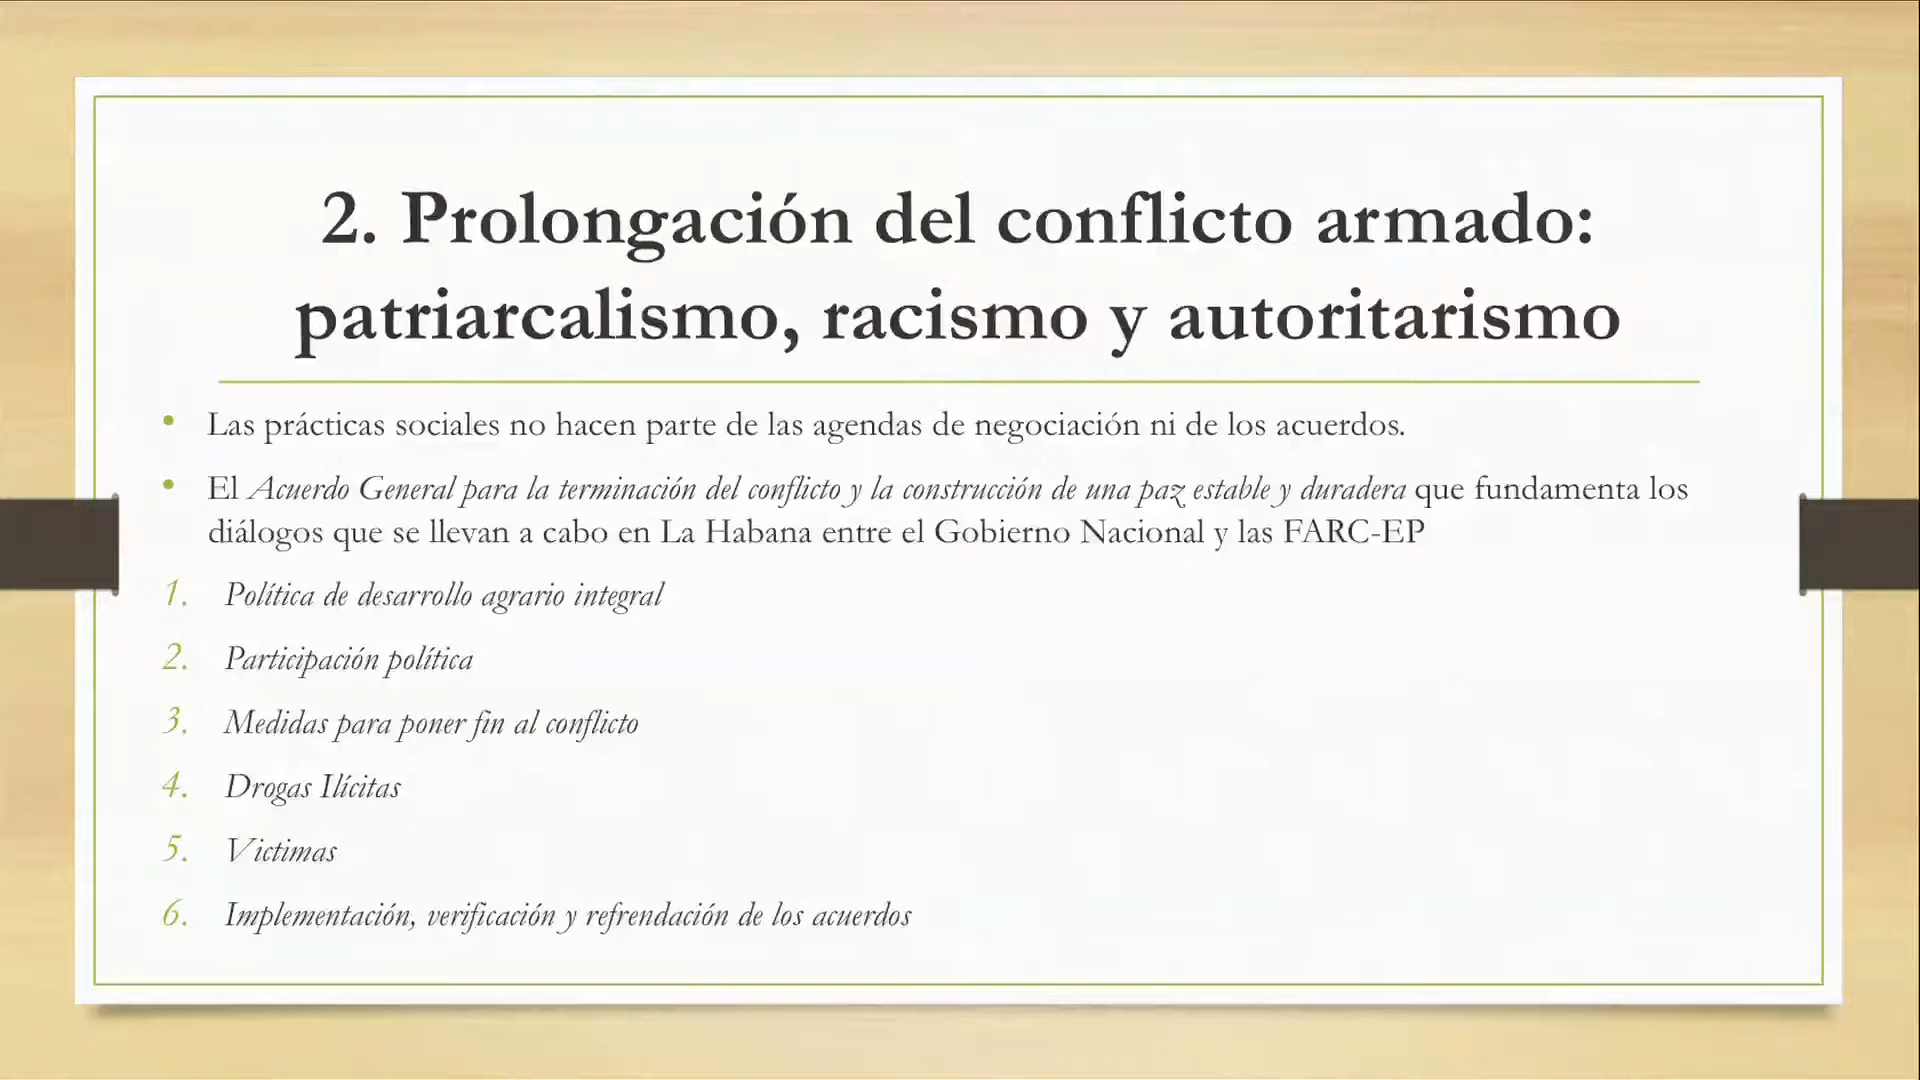 2. Prolongación del conflicto armado:
patriarcalismo, racismo y autoritarismo
• Las prácticas sociales no hacen parte de las agendas de negociación ni de los acuerdos.
• El Acuerdo General para la terminación del conflicto y la construcción de una paz estable y duradera que fundamenta los
diálogos que se llevan a cabo en La Habana entre el Gobierno Nacional y las FARC-EP
1. Política de desarrollo agrario integral
2. Participación política
3. Medidas para poner fin al conflicto
4. Drogas Ilícitas
5. Victimas
6. Implementación, verificación y refrendación de los acuerdos